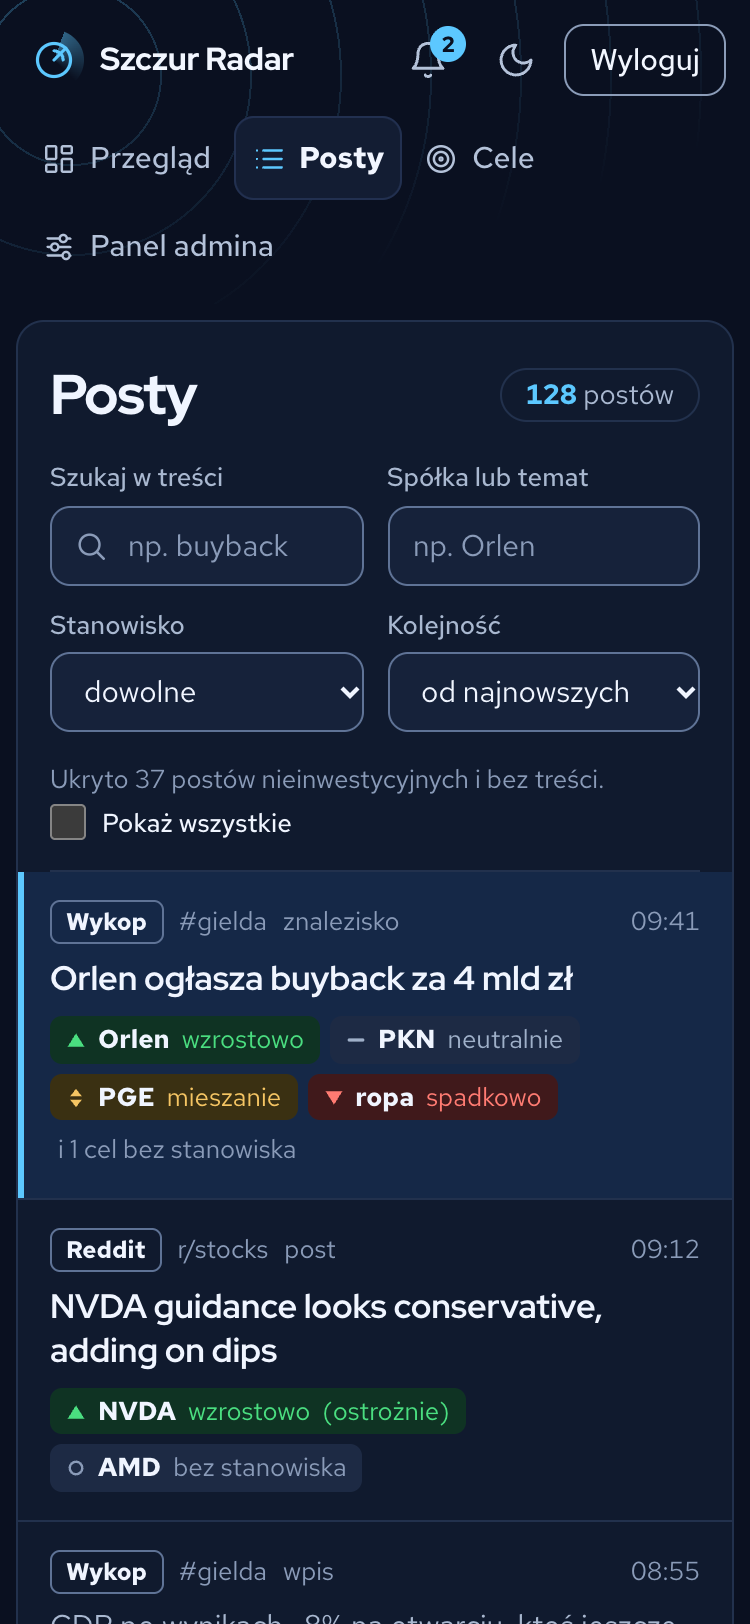 Szczur Radar
2
Wyloguj
Przegląd
Posty
Cele
Panel admina
Posty
128 postów
Szukaj w treści
Spółka lub temat
np. buyback
np. Orlen
Stanowisko
Kolejność
dowolne
od najnowszych
Ukryto 37 postów nieinwestycyjnych i bez treści.
Pokaż wszystkie
Wykop #gielda znalezisko 09:41
Orlen ogłasza buyback za 4 mld zł
Orlen wzrostowo
PKN neutralnie
PGE mieszanie
ropa spadkowo
i 1 cel bez stanowiska
Reddit r/stocks post 09:12
NVDA guidance looks conservative,
adding on dips
NVDA wzrostowo (ostrożnie)
AMD bez stanowiska
Wykop #gielda wpis 08:55